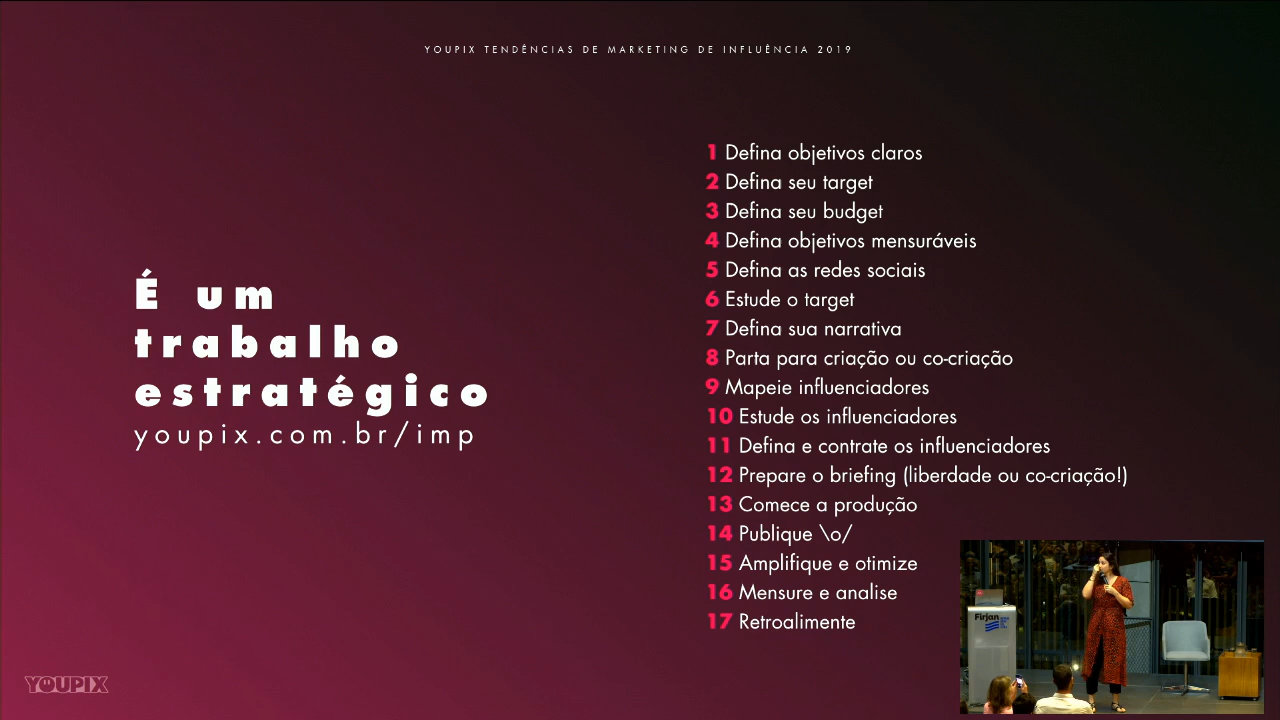 YOUPIX TENDÊNCIAS DE MARKETING DE INFLUÊNCIA 2019
É um
trabalho
estratégico
youpix.com.br/imp
1 Defina objetivos claros
2 Defina seu target
3 Defina seu budget
4 Defina objetivos mensuráveis
5 Defina as redes sociais
6 Estude o target
7 Defina sua narrativa
8 Parta para criação ou co-criação
9 Mapeie influenciadores
10 Estude os influenciadores
11 Defina e contrate os influenciadores
12 Prepare o briefing (liberdade ou co-criação!)
13 Comece a produção
14 Publique \o/
15 Amplifique e otimize
16 Mensure e analise
17 Retroalimente
Firjan
YOUPIX